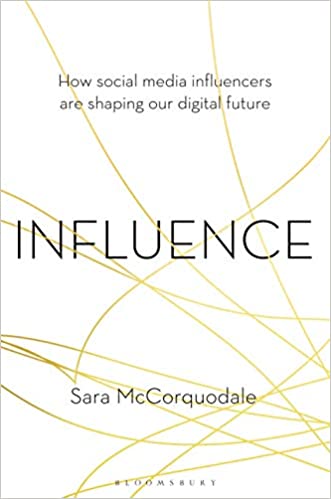 How social media influencers
are shaping our digital future
INFLUENCE
Sara McCorquodale
BLOOMSBURY